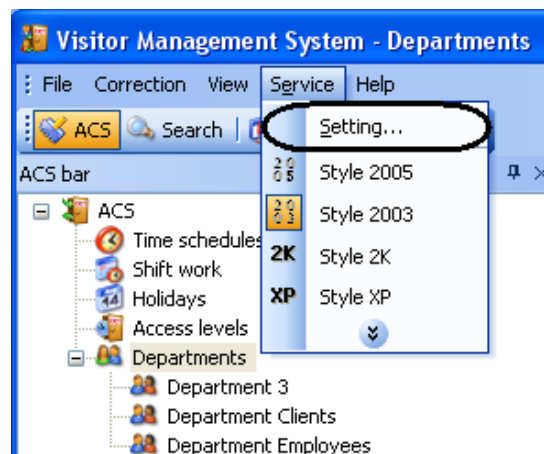 Visitor Management System - Departments
File Correction View Service Help
ACS Search Setting...
ACS bar
2005 Style 2005
2003 Style 2003
2K Style 2K
XP Style XP
ACS
Time schedules
Shift work
Holidays
Access levels
Departments
Department 3
Department Clients
Department Employees